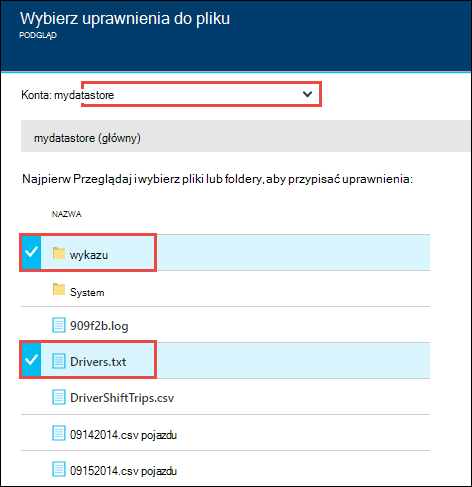 Wybierz uprawnienia do pliku
PODGLĄD
Konta: mydatastore
mydatastore (główny)
Najpierw Przeglądaj i wybierz pliki lub foldery, aby przypisać uprawnienia:
NAZWA
wykazu
System
909f2b.log
Drivers.txt
DriverShiftTrips.csv
09142014.csv pojazdu
09152014.csv pojazdu